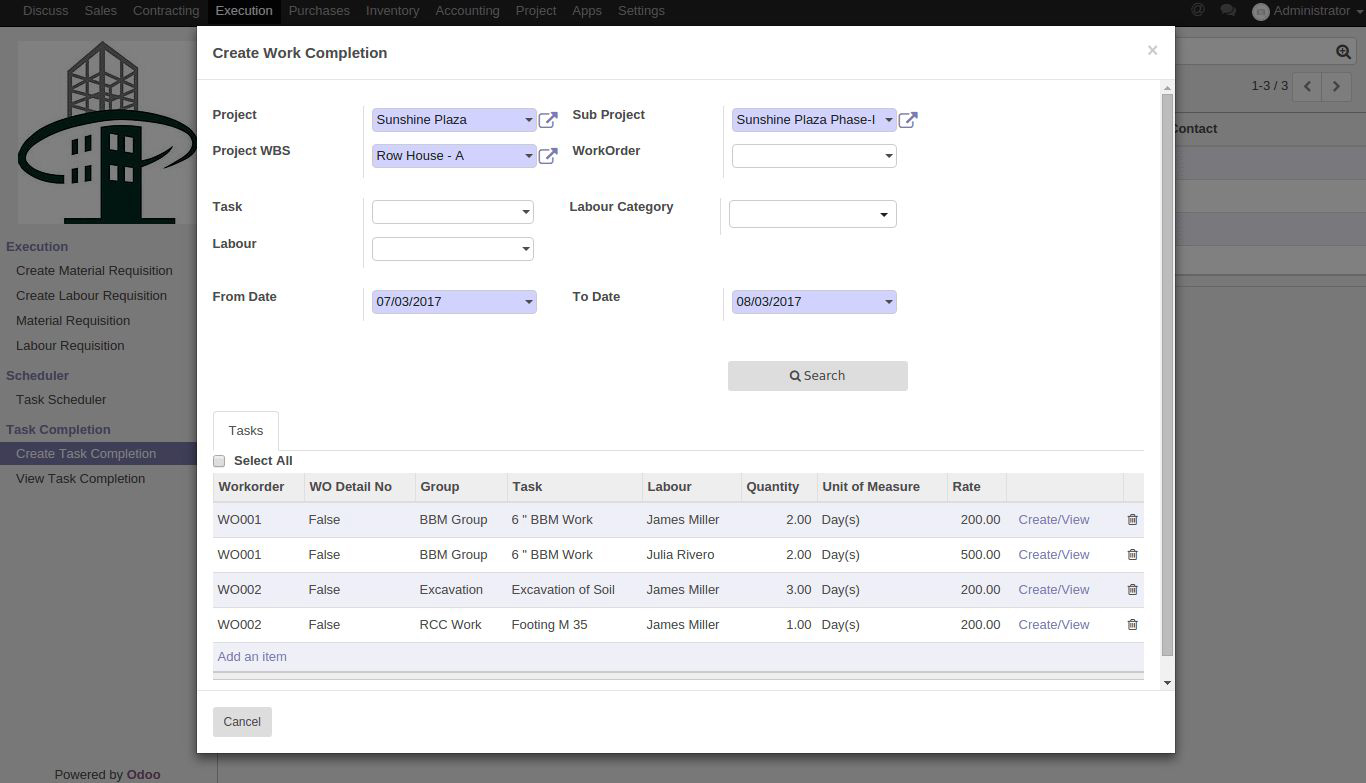 Discuss Sales Contracting Execution Purchases Inventory Accounting Project Apps Settings @ Administrator
Create Work Completion ×
1-3 / 3
Project Sunshine Plaza Sub Project Sunshine Plaza Phase-I
Contact
Project WBS Row House - A WorkOrder
Task Labour Category
Labour
From Date 07/03/2017 To Date 08/03/2017
Search
Execution
Create Material Requisition
Create Labour Requisition
Material Requisition
Labour Requisition
Scheduler
Task Scheduler
Task Completion
Create Task Completion
View Task Completion
Tasks
Select All
Workorder WO Detail No Group Task Labour Quantity Unit of Measure Rate
WO001 False BBM Group 6 " BBM Work James Miller 2.00 Day(s) 200.00 Create/View
WO001 False BBM Group 6 " BBM Work Julia Rivero 2.00 Day(s) 500.00 Create/View
WO002 False Excavation Excavation of Soil James Miller 3.00 Day(s) 200.00 Create/View
WO002 False RCC Work Footing M 35 James Miller 1.00 Day(s) 200.00 Create/View
Add an item
Cancel
Powered by Odoo